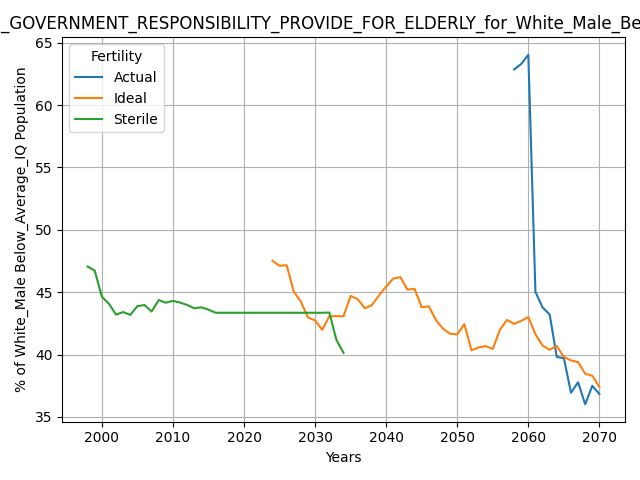 _GOVERNMENT_RESPONSIBILITY_PROVIDE_FOR_ELDERLY_for_White_Male_Be
65
60
55
50
45
40
35
% of White_Male Below_Average_IQ Population
Fertility
Actual
Ideal
Sterile
2000
2010
2020
2030
2040
2050
2060
2070
Years